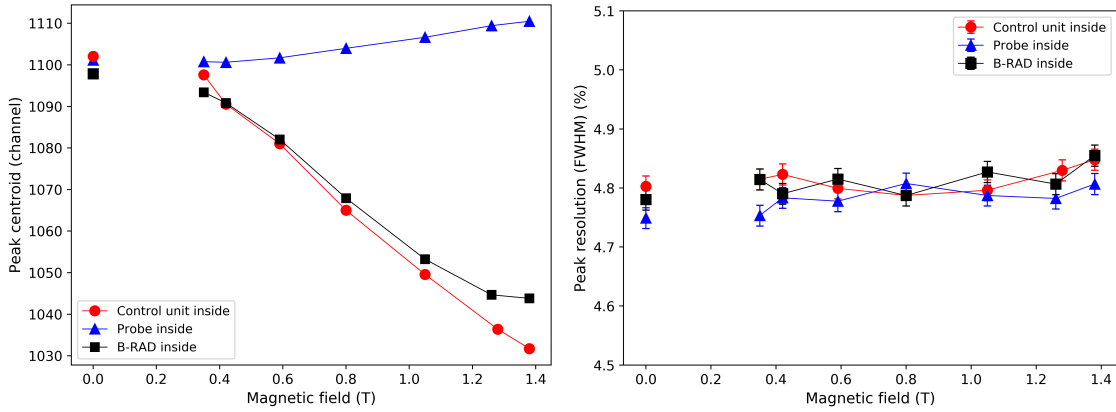 1110
1100
1090
1080
1070
1060
1050
1040
1030
Peak centroid (channel)
Control unit inside
Probe inside
B-RAD inside
0.0 0.2 0.4 0.6 0.8 1.0 1.2 1.4
Magnetic field (T)
5.1
5.0
4.9
4.8
4.7
4.6
4.5
Peak resolution (FWHM) (%)
Control unit inside
Probe inside
B-RAD inside
0.0 0.2 0.4 0.6 0.8 1.0 1.2 1.4
Magnetic field (T)